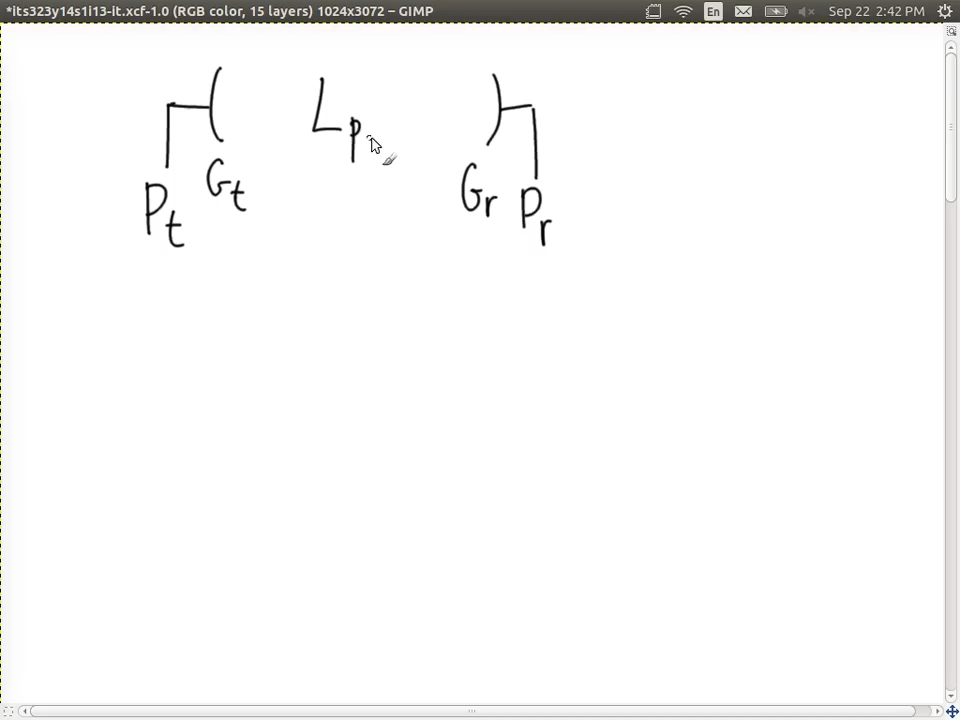 *its323y14s1i13-it.xcf-1.0 (RGB color, 15 layers) 1024x3072 – GIMP
En
Sep 22 2:42 PM
Lp
Gt
Gr
Pt
Pr